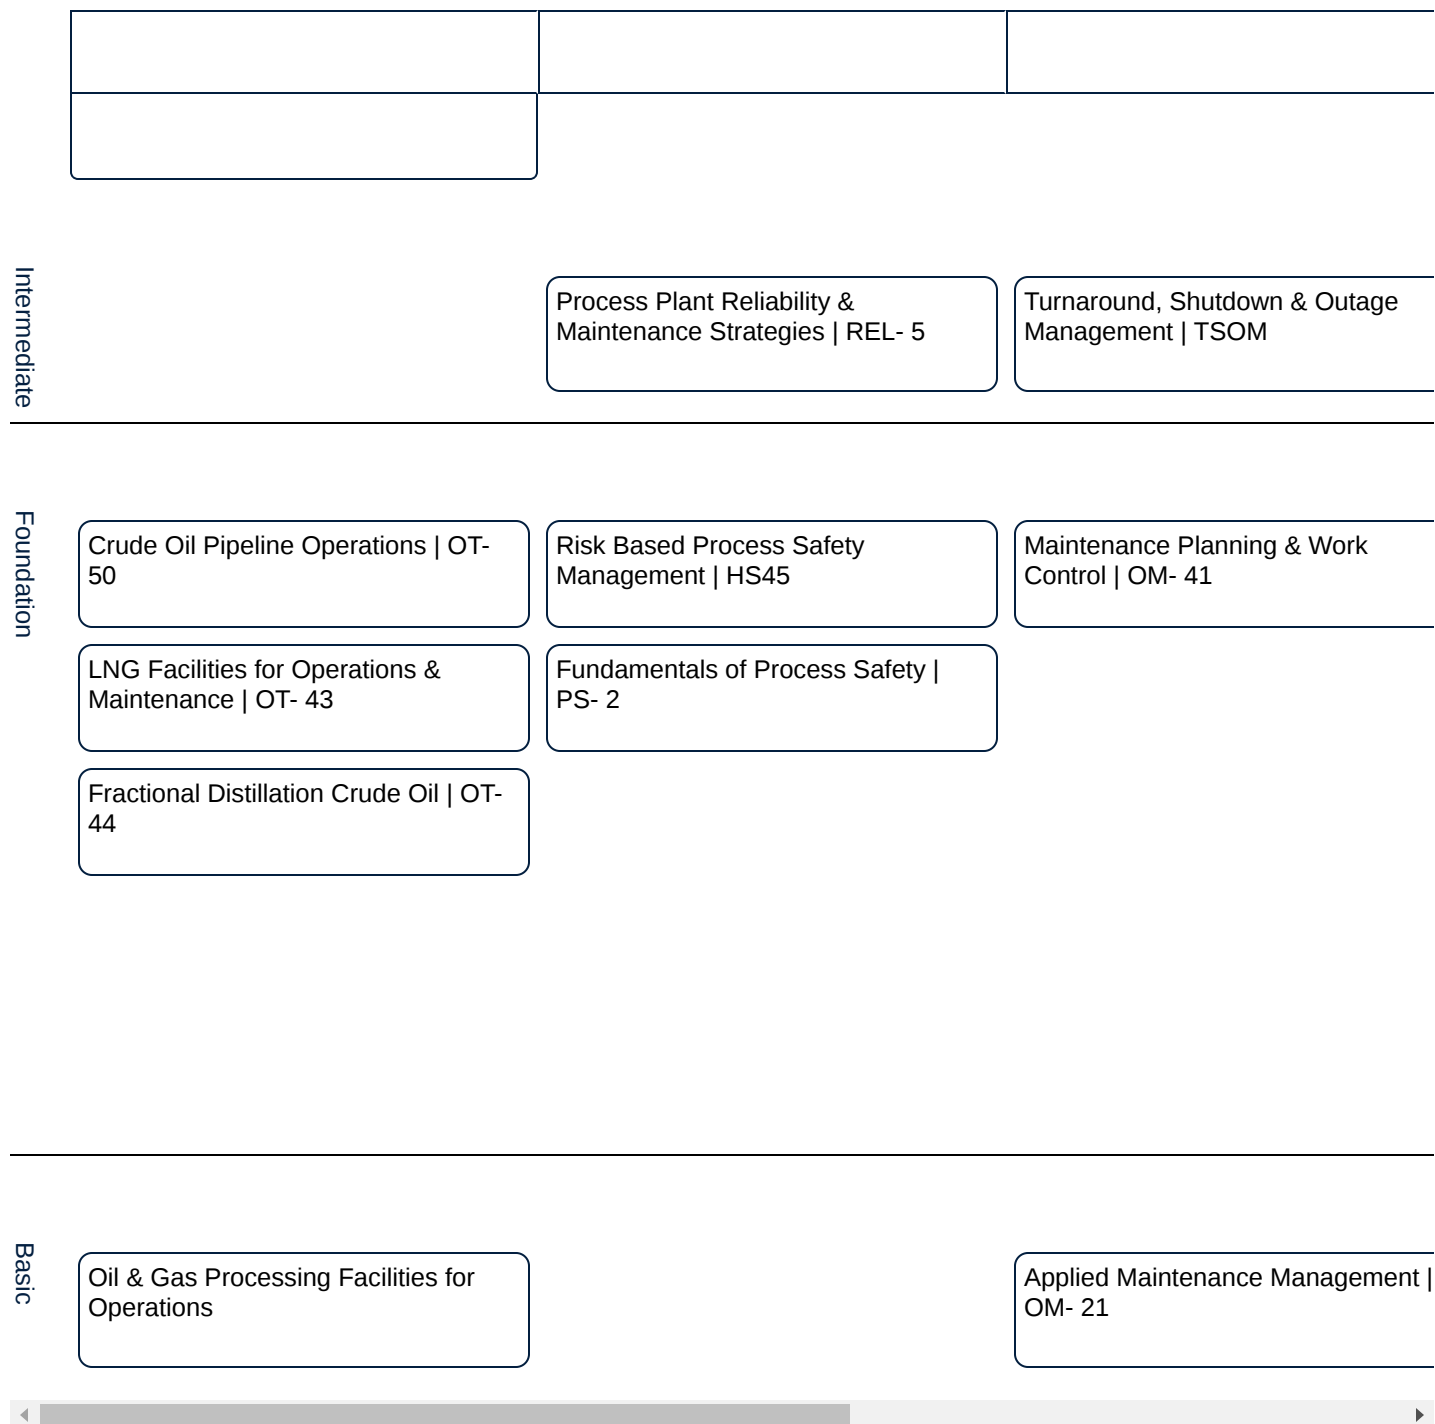 Intermediate
Process Plant Reliability &
Maintenance Strategies | REL- 5
Turnaround, Shutdown & Outage
Management | TSOM
Foundation
Crude Oil Pipeline Operations | OT-
50
Risk Based Process Safety
Management | HS45
Maintenance Planning & Work
Control | OM- 41
LNG Facilities for Operations &
Maintenance | OT- 43
Fundamentals of Process Safety |
PS- 2
Fractional Distillation Crude Oil | OT-
44
Basic
Oil & Gas Processing Facilities for
Operations
Applied Maintenance Management |
OM- 21